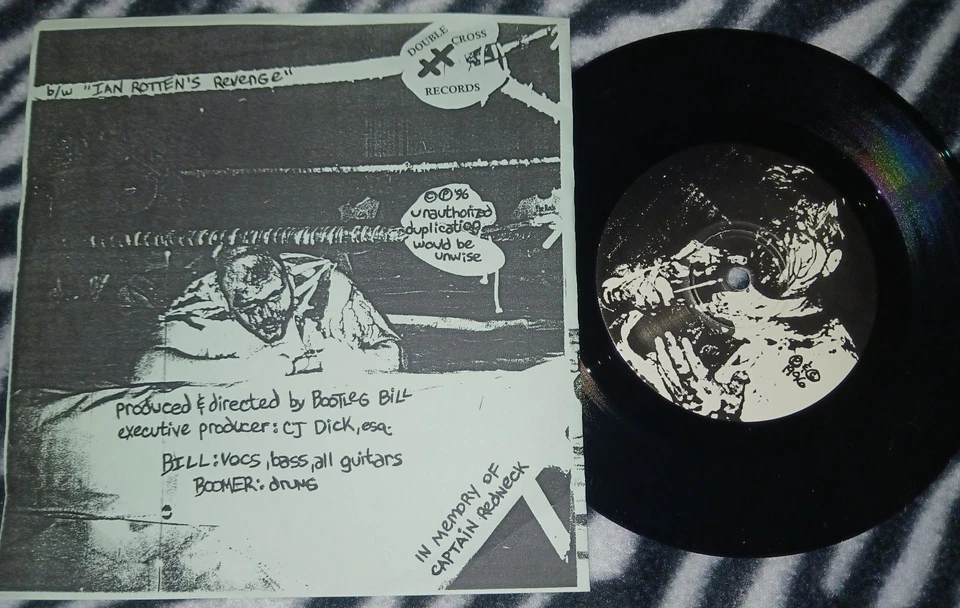 DOUBLE CROSS
XX
RECORDS
b/w "IAN ROTTEN'S Revenge"
©℗'96
unauthorized
duplication
would be
unwise
produced & directed by BOOTLEG BILL
executive producer: CJ Dick, esq.
BILL: Vocs, bass, all guitars
BOOMER: drums
IN MEMORY OF
CAPTAIN REDNECK